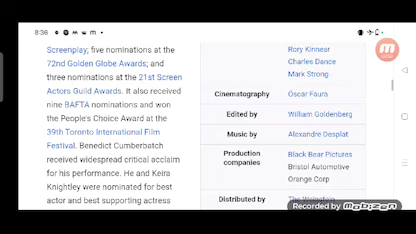 8:36
Screenplay; five nominations at the
72nd Golden Globe Awards; and
three nominations at the 21st Screen
Actors Guild Awards. It also received
nine BAFTA nominations and won
the People's Choice Award at the
39th Toronto International Film
Festival. Benedict Cumberbatch
received widespread critical acclaim
for his performance. He and Keira
Knightley were nominated for best
actor and best supporting actress
Rory Kinnear
Charles Dance
Mark Strong
Cinematography Óscar Faura
Edited by William Goldenberg
Music by Alexandre Desplat
Production Black Bear Pictures
companies Bristol Automotive
Orange Corp
Distributed by The Weinstein
Recorded by Mobizen